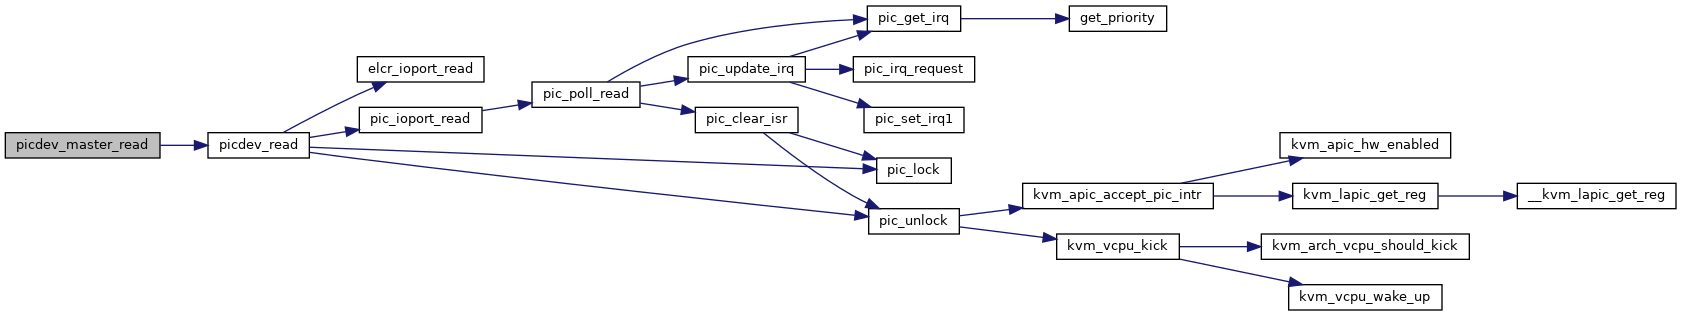 picdev_master_read
picdev_read
elcr_ioport_read
pic_ioport_read
pic_poll_read
pic_get_irq
get_priority
pic_update_irq
pic_irq_request
pic_set_irq1
pic_clear_isr
pic_lock
pic_unlock
kvm_apic_accept_pic_intr
kvm_apic_hw_enabled
kvm_lapic_get_reg
__kvm_lapic_get_reg
kvm_vcpu_kick
kvm_arch_vcpu_should_kick
kvm_vcpu_wake_up